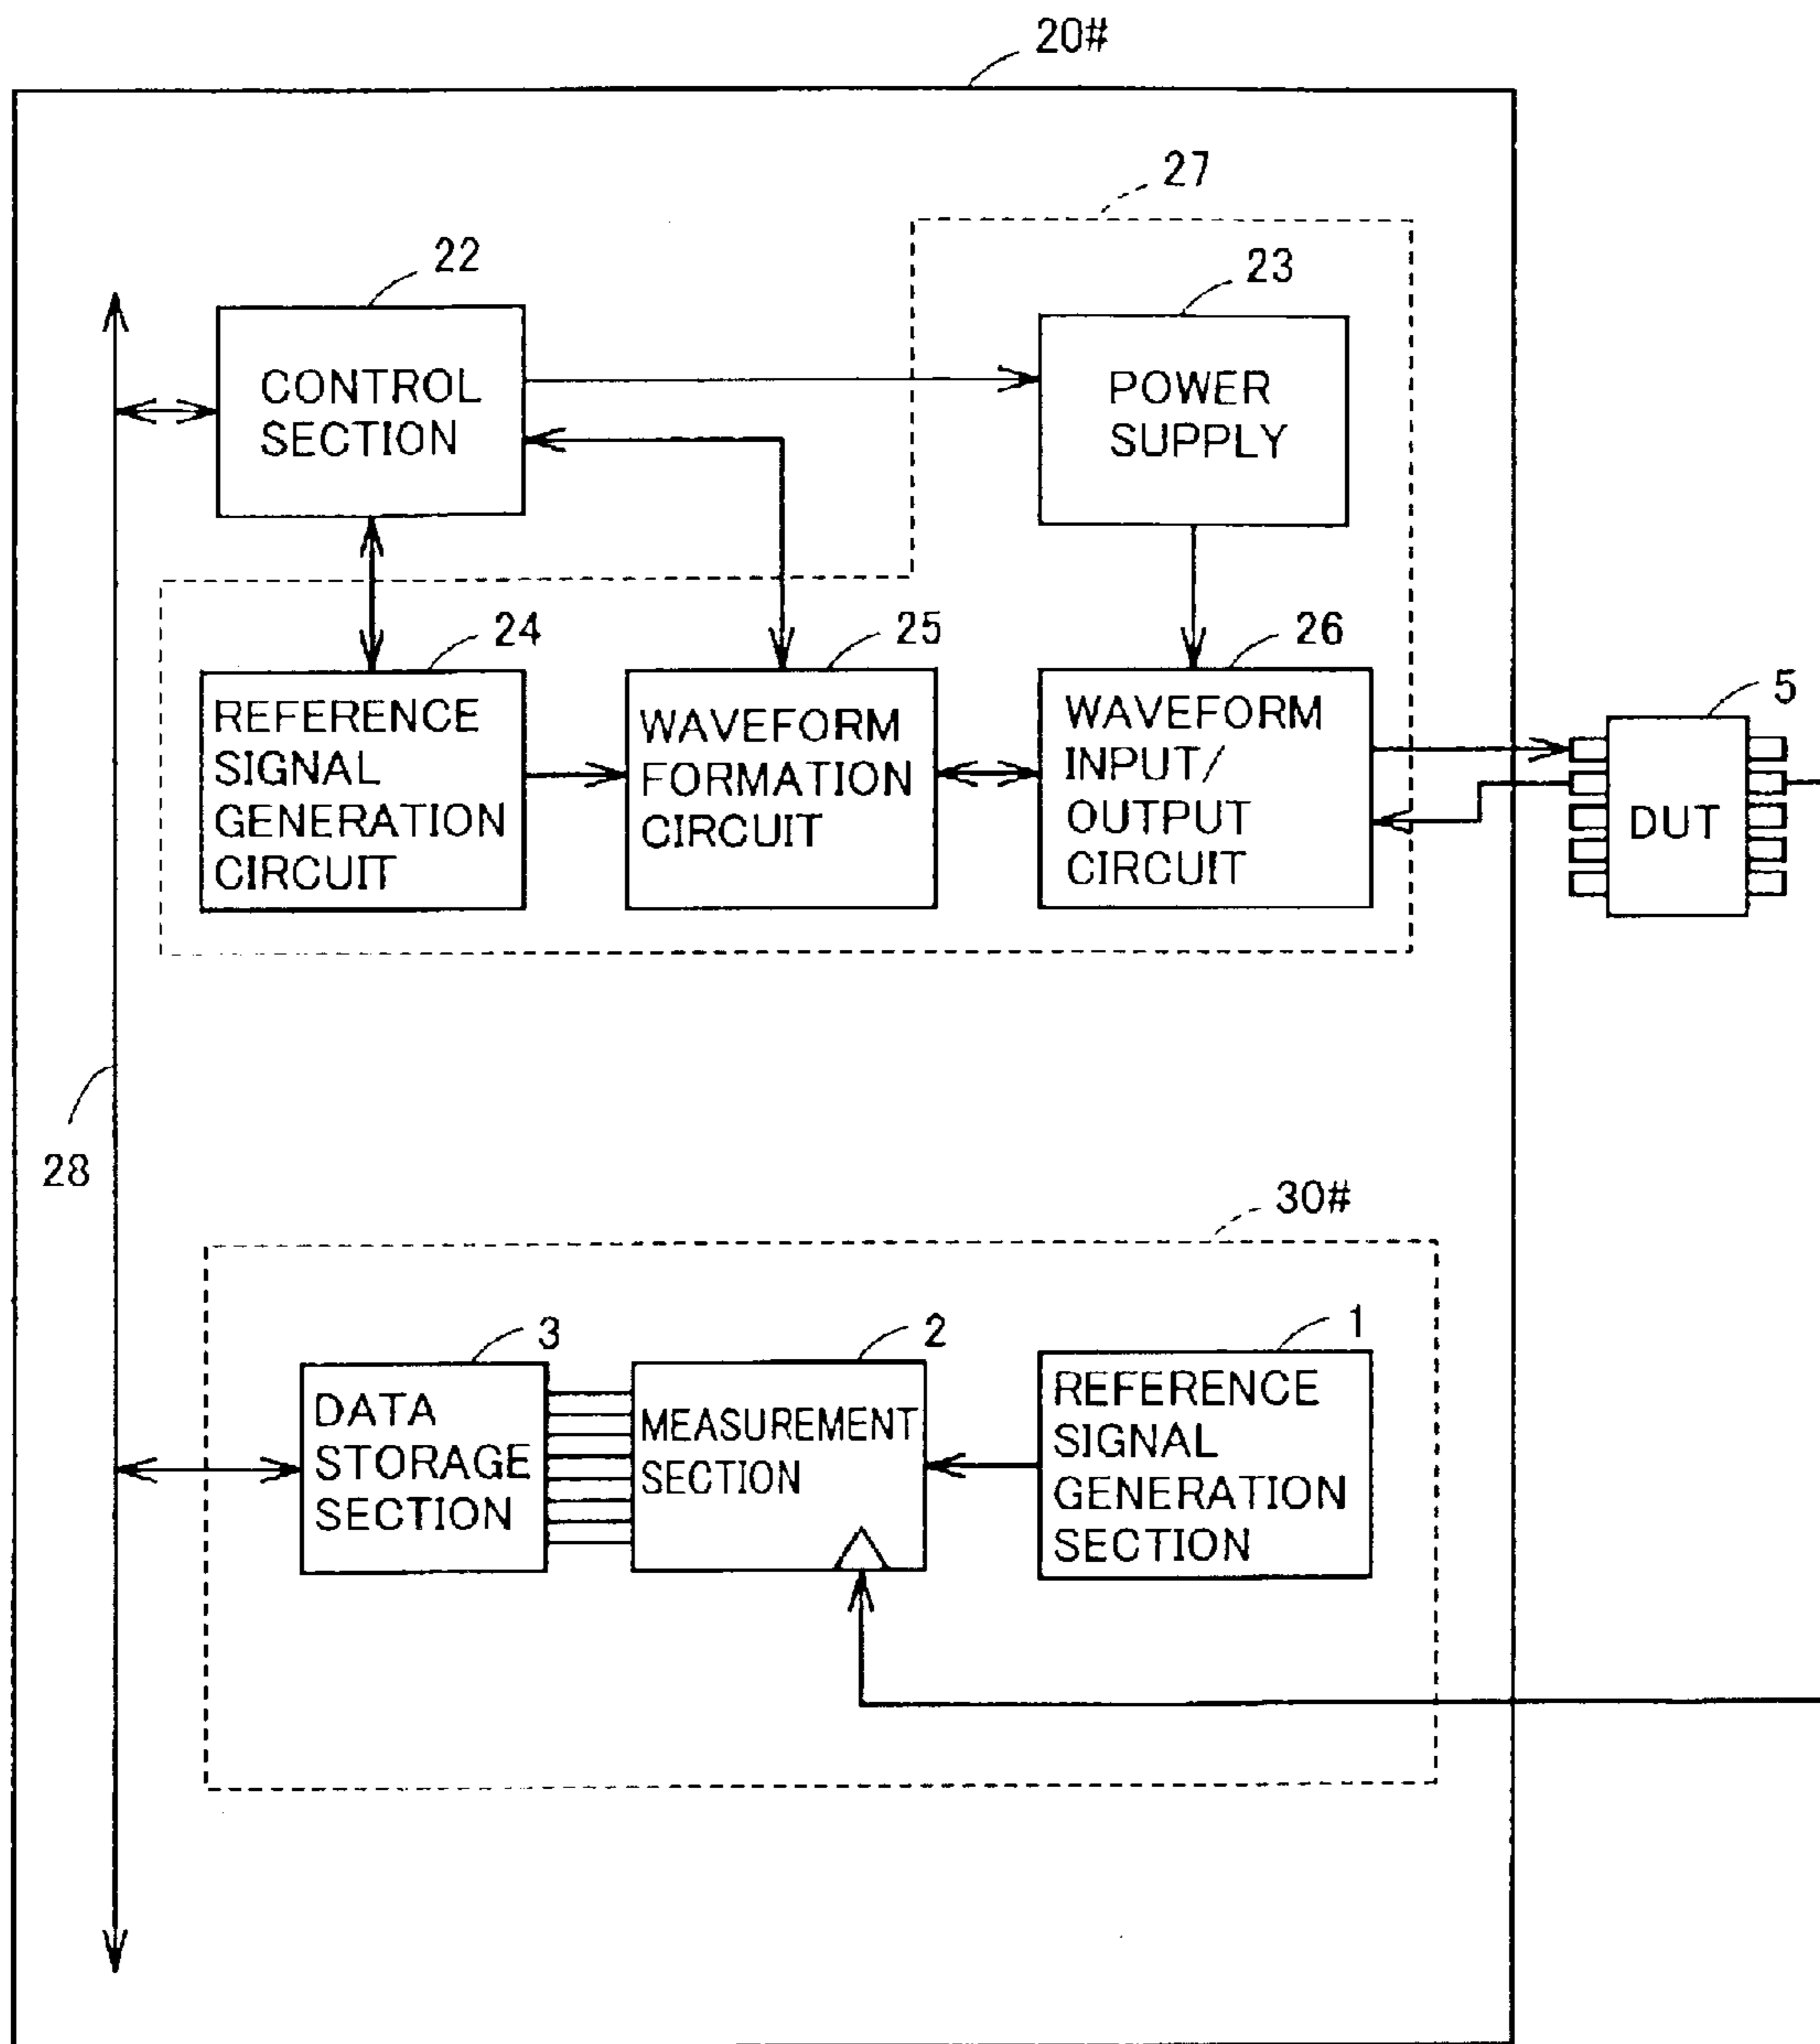 20#
27
22
CONTROL
SECTION
23
POWER
SUPPLY
24
REFERENCE
SIGNAL
GENERATION
CIRCUIT
25
WAVEFORM
FORMATION
CIRCUIT
26
WAVEFORM
INPUT/
OUTPUT
CIRCUIT
5
DUT
28
30#
3
DATA
STORAGE
SECTION
2
MEASUREMENT
SECTION
1
REFERENCE
SIGNAL
GENERATION
SECTION